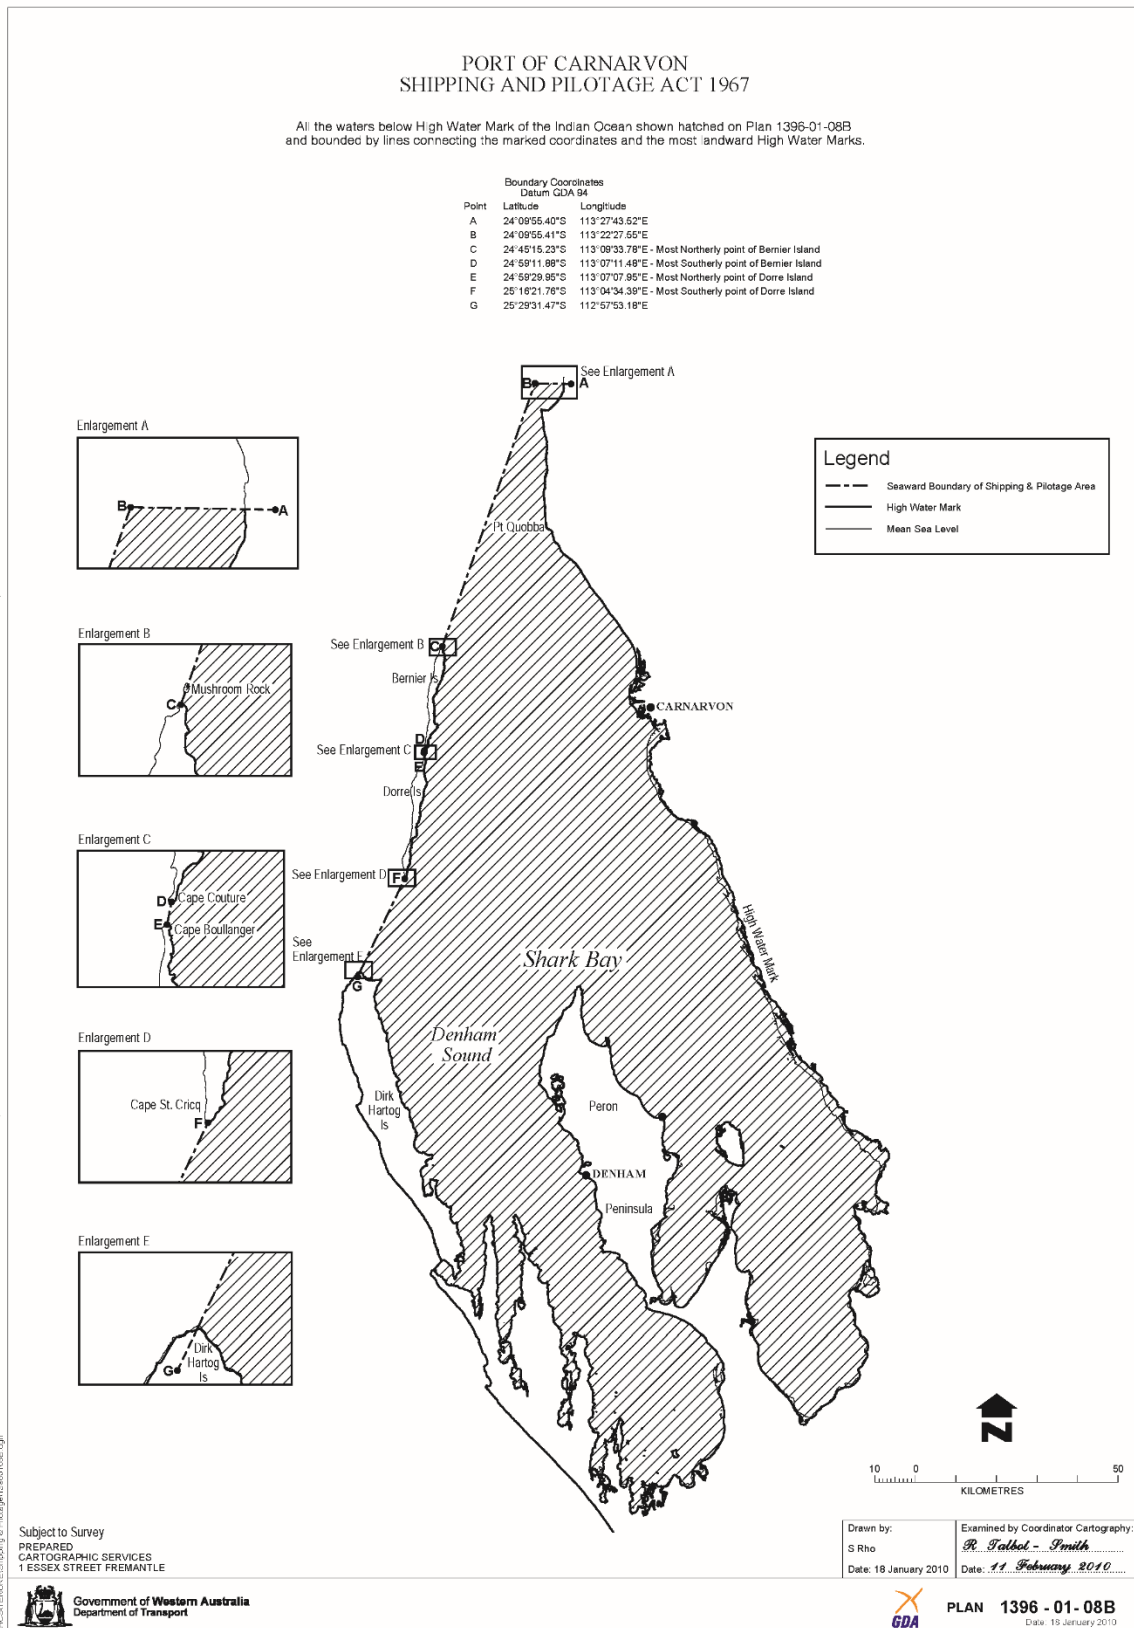 PORT OF CARNARVON
SHIPPING AND PILOTAGE ACT 1967
All the waters below High Water Mark of the Indian Ocean shown hatched on Plan 1396-01-08B
and bounded by lines connecting the marked coordinates and the most landward High Water Marks.
Boundary Coordinates
Datum GDA 94
Point Latitude Longitude
A 24°09'55.40"S 113°27'43.52"E
B 24°09'55.41"S 113°22'27.55"E
C 24°45'15.23"S 113°09'33.78"E - Most Northerly point of Bernier Island
D 24°59'11.88"S 113°07'11.48"E - Most Southerly point of Bernier Island
E 24°59'29.95"S 113°07'07.95"E - Most Northerly point of Dorre Island
F 25°16'21.76"S 113°04'34.39"E - Most Southerly point of Dorre Island
G 25°29'31.47"S 112°57'53.18"E
B A
See Enlargement A
Enlargement A
B A
Legend
Seaward Boundary of Shipping & Pilotage Area
High Water Mark
Mean Sea Level
Pt Quobba
Enlargement B
Mushroom Rock
C
See Enlargement B
C
Bernier Is
CARNARVON
See Enlargement C
D
E
Dorre Is
Enlargement C
D Cape Couture
E Cape Boullanger
See Enlargement D
F
High Water Mark
See
Enlargement E
G
Shark Bay
Denham
Sound
Enlargement D
Cape St. Cricq
F
Dirk
Hartog
Is
Peron
DENHAM
Peninsula
Enlargement E
Dirk
Hartog
Is
G
N
10 0 50
KILOMETRES
Subject to Survey
PREPARED
CARTOGRAPHIC SERVICES
1 ESSEX STREET FREMANTLE
Drawn by:
S Rho
Date: 18 January 2010
Examined by Coordinator Cartography:
R Talbot - Smith
Date: 11 February 2010
Government of Western Australia
Department of Transport
GDA
PLAN 1396 - 01- 08B
Date: 18 January 2010